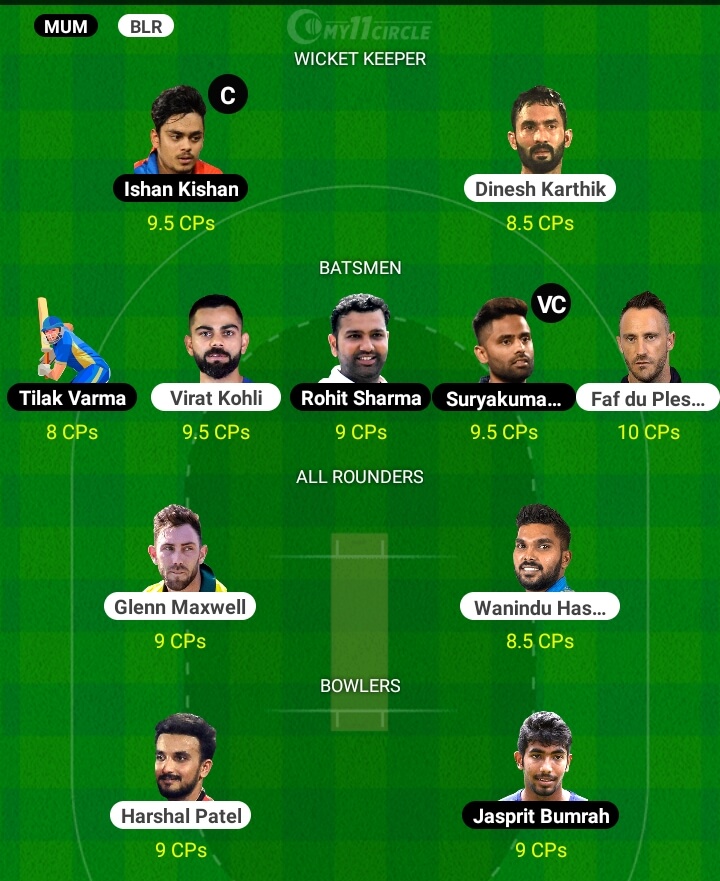 MUM BLR
MY11CIRCLE
WICKET KEEPER
C
Ishan Kishan Dinesh Karthik
9.5 CPs 8.5 CPs
BATSMEN
VC
Tilak Varma Virat Kohli Rohit Sharma Suryakuma... Faf du Ples...
8 CPs 9.5 CPs 9 CPs 9.5 CPs 10 CPs
ALL ROUNDERS
Glenn Maxwell Wanindu Has...
9 CPs 8.5 CPs
BOWLERS
Harshal Patel Jasprit Bumrah
9 CPs 9 CPs